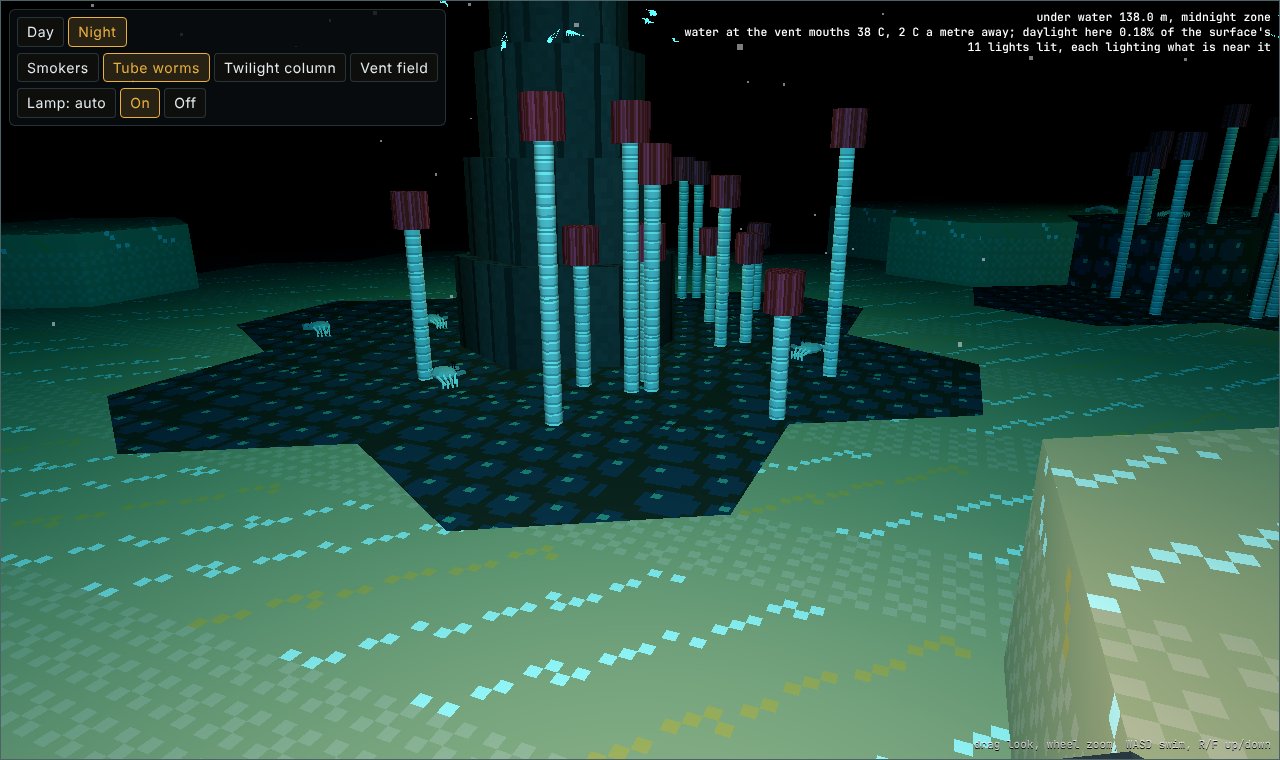 Day Night
Smokers Tube worms Twilight column Vent field
Lamp: auto On Off
under water 138.0 m, midnight zone
water at the vent mouths 38 C, 2 C a metre away; daylight here 0.18% of the surface's
11 lights lit, each lighting what is near it
drag look, wheel zoom, WASD swim, R/F up/down